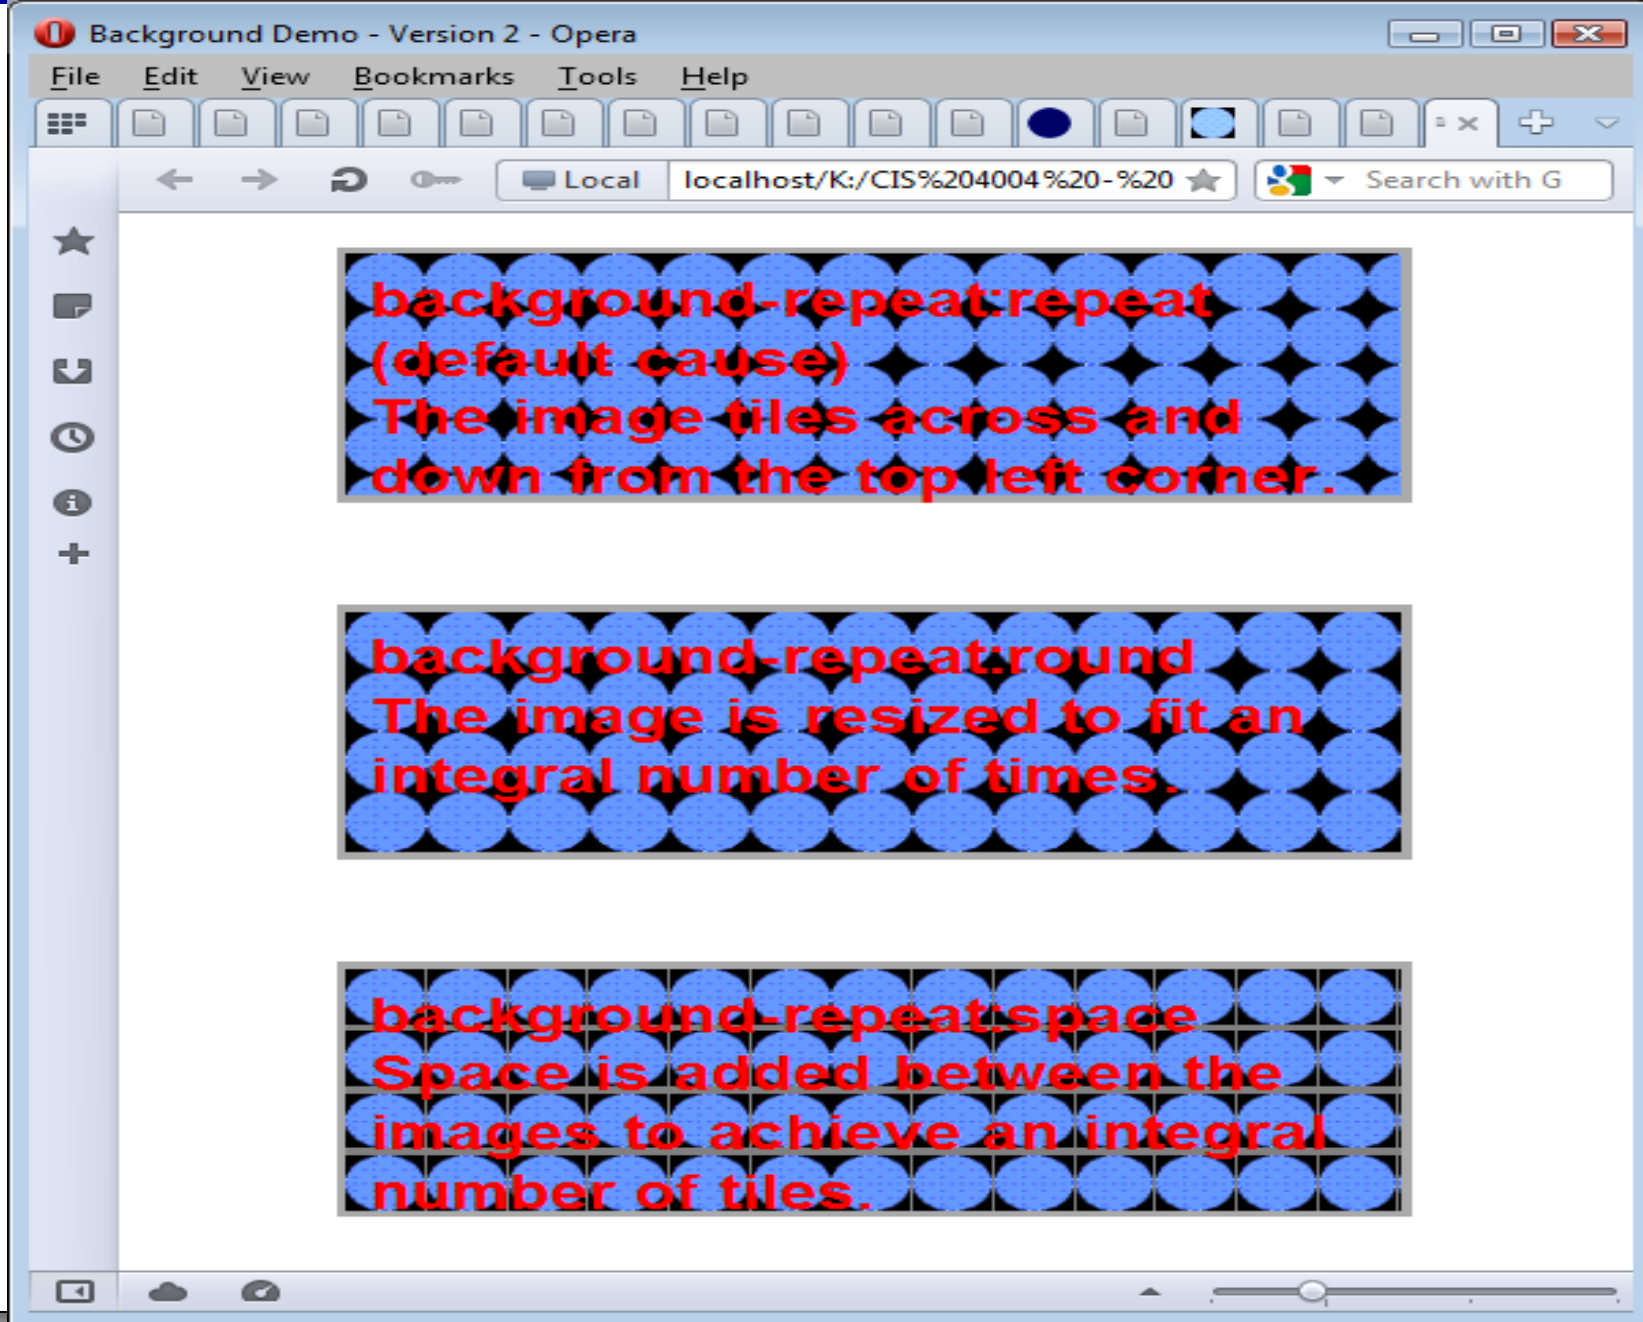 Background Demo - Version 2 - Opera
File Edit View Bookmarks Tools Help
Local localhost/K:/CIS%204004%20-%20 Search with G
background-repeat:repeat
(default cause)
The image tiles across and
down from the top left corner.
background-repeat:round
The image is resized to fit an
integral number of times.
background-repeat:space
Space is added between the
images to achieve an integral
number of tiles.